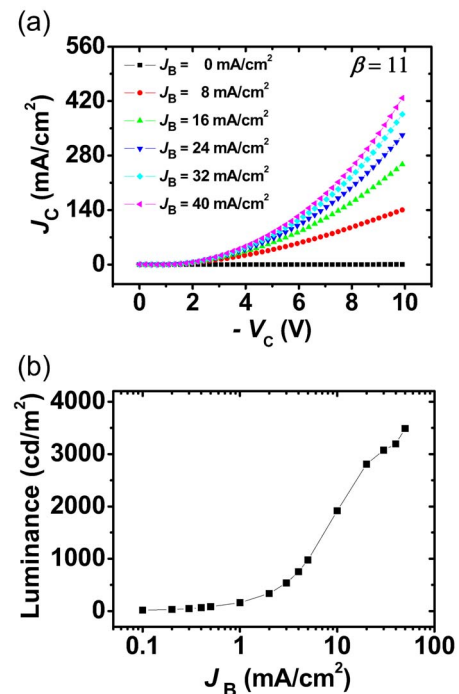 (a)
560
420
280
140
0
J_C (mA/cm²)
J_B = 0 mA/cm²
J_B = 8 mA/cm²
J_B = 16 mA/cm²
J_B = 24 mA/cm²
J_B = 32 mA/cm²
J_B = 40 mA/cm²
β = 11
0 2 4 6 8 10
- V_C (V)
(b)
4000
3000
2000
1000
0
Luminance (cd/m²)
0.1 1 10 100
J_B (mA/cm²)